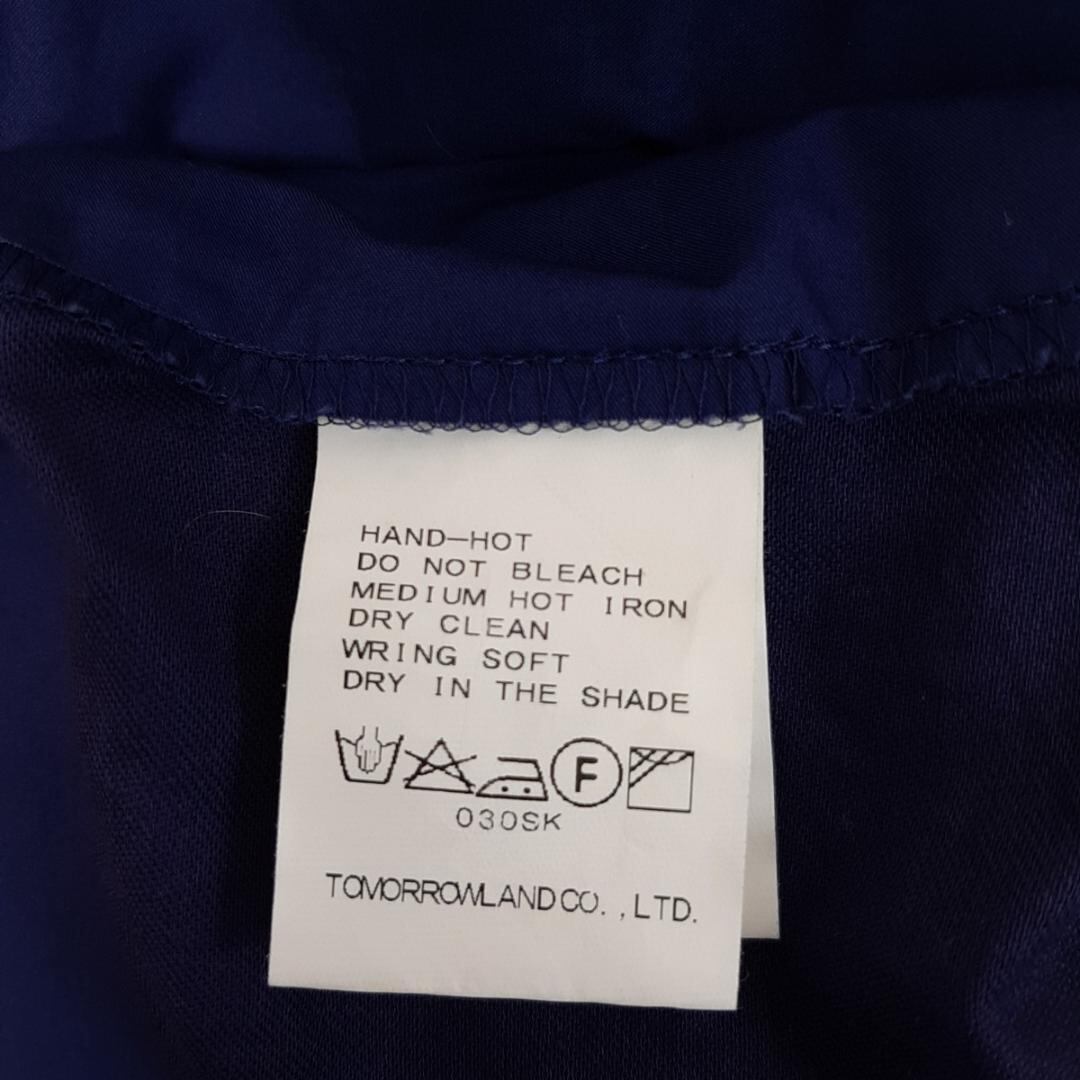 HAND-HOT
DO NOT BLEACH
MEDIUM HOT IRON
DRY CLEAN
WRING SOFT
DRY IN THE SHADE
F
030SK
TOMORROWLAND CO., LTD.